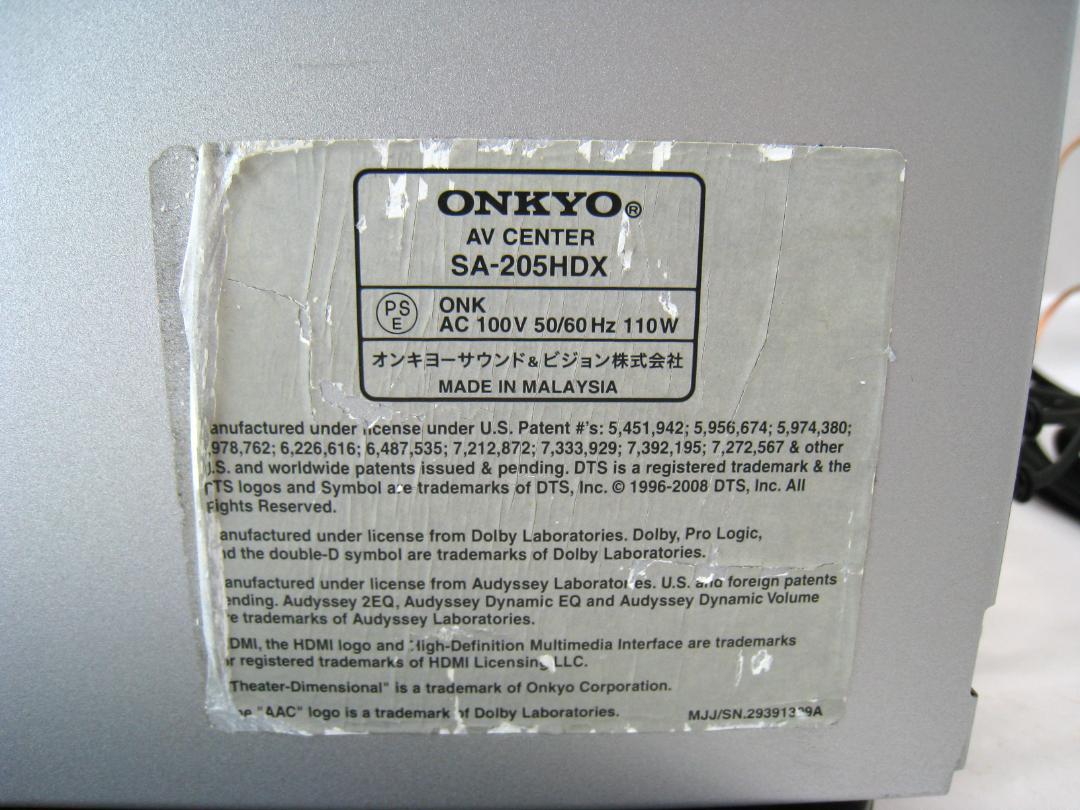 ONKYO®
AV CENTER
SA-205HDX
PS
E
ONK
AC 100V 50/60 Hz 110W
オンキヨーサウンド&ビジョン株式会社
MADE IN MALAYSIA
anufactured under license under U.S. Patent #'s: 5,451,942; 5,956,674; 5,974,380;
,978,762; 6,226,616; 6,487,535; 7,212,872; 7,333,929; 7,392,195; 7,272,567 & other
.S. and worldwide patents issued & pending. DTS is a registered trademark & the
TS logos and Symbol are trademarks of DTS, Inc. © 1996-2008 DTS, Inc. All
ights Reserved.
anufactured under license from Dolby Laboratories. Dolby, Pro Logic,
nd the double-D symbol are trademarks of Dolby Laboratories.
anufactured under license from Audyssey Laboratories. U.S. and foreign patents
ending. Audyssey 2EQ, Audyssey Dynamic EQ and Audyssey Dynamic Volume
re trademarks of Audyssey Laboratories.
DMI, the HDMI logo and High-Definition Multimedia Interface are trademarks
r registered trademarks of HDMI Licensing LLC.
"Theater-Dimensional" is a trademark of Onkyo Corporation.
e "AAC" logo is a trademark of Dolby Laboratories.